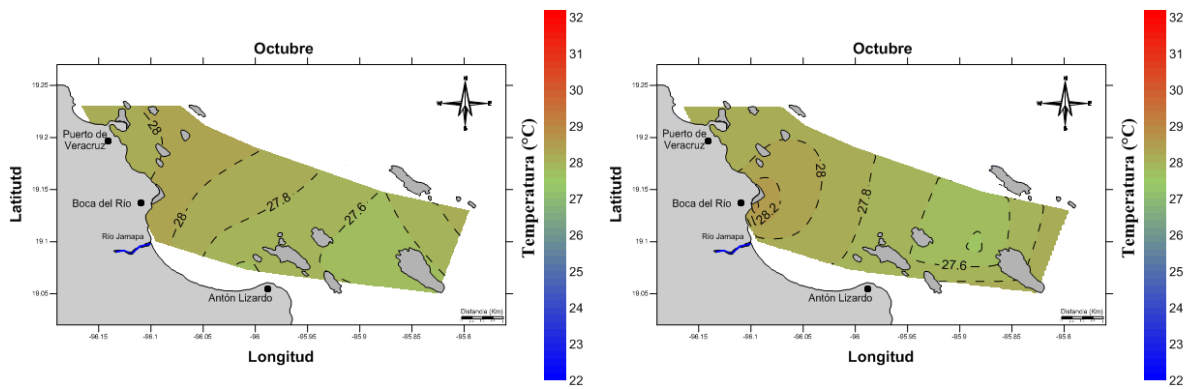 Octubre
19.25
19.2
19.15
19.1
19.05
Latitutd
Puerto de
Veracruz
Boca del Río
Río Jamapa
Antón Lizardo
28
28
27.8
27.6
Distancia (Km)
-96.15
-96.1
-96.05
-96
-95.95
-95.9
-95.85
-95.8
Longitud
32
31
30
29
28
27
26
25
24
23
22
Temperatura (°C)
Octubre
19.25
19.2
19.15
19.1
19.05
Latitutd
Puerto de
Veracruz
Boca del Río
Río Jamapa
Antón Lizardo
28
28.2
27.8
27.6
Distancia (Km)
-96.15
-96.1
-96.05
-96
-95.95
-95.9
-95.85
-95.8
Longitud
32
31
30
29
28
27
26
25
24
23
22
Temperatura (°C)